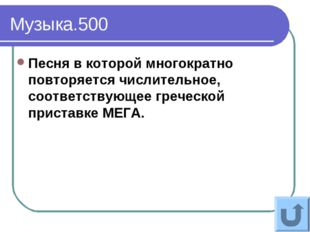 Музыка.500
Песня в которой многократно
повторяется числительное,
соответствующее греческой
приставке МЕГА.